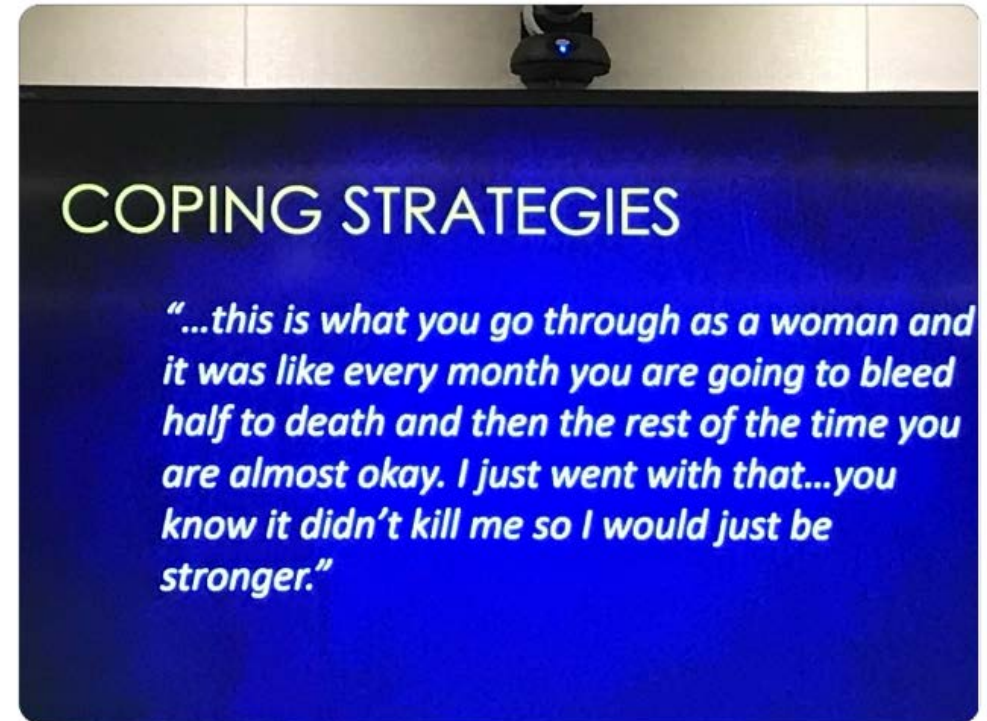 COPING STRATEGIES
“...this is what you go through as a woman and
it was like every month you are going to bleed
half to death and then the rest of the time you
are almost okay. I just went with that...you
know it didn’t kill me so I would just be
stronger.”